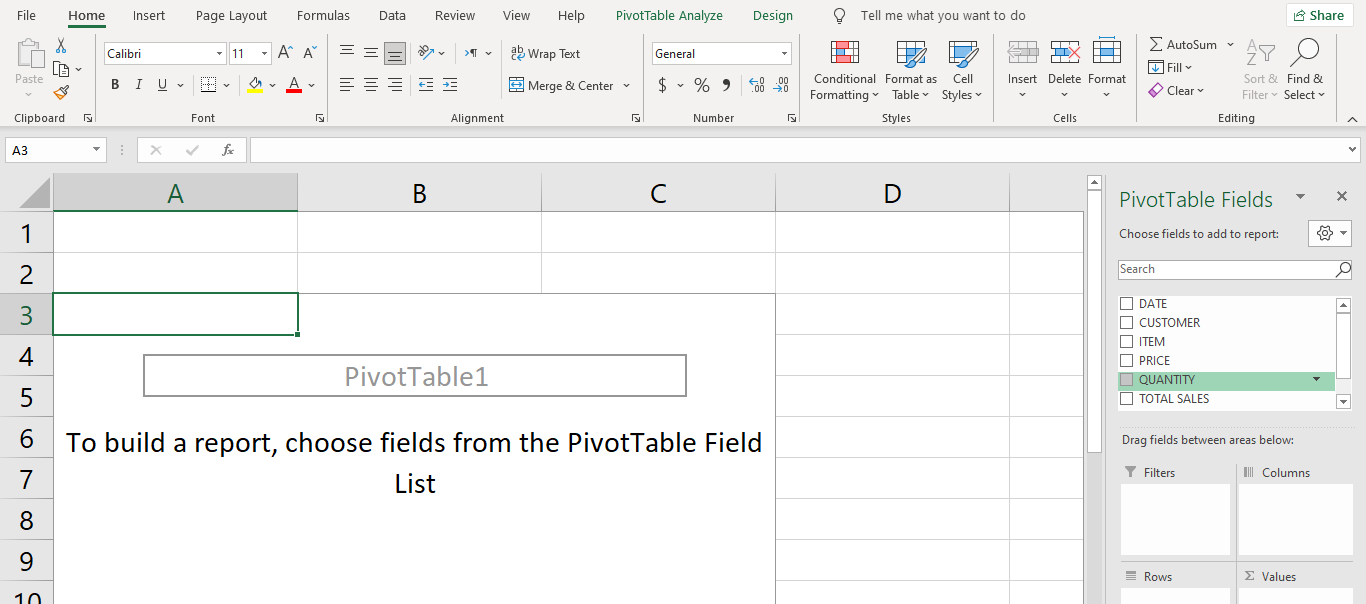 File Home Insert Page Layout Formulas Data Review View Help PivotTable Analyze Design Tell me what you want to do Share
Paste
Clipboard
Calibri 11
B I U A
Font
Wrap Text
Merge & Center
Alignment
General
$ % 9
Number
Conditional Formatting
Format as Table
Cell Styles
Styles
Insert Delete Format
Cells
AutoSum
Fill
Clear
Sort & Filter
Find & Select
Editing
A3 fx
A B C D
1
2
3
4
5
6
7
8
9
10
PivotTable1
To build a report, choose fields from the PivotTable Field
List
PivotTable Fields
Choose fields to add to report:
Search
DATE
CUSTOMER
ITEM
PRICE
QUANTITY
TOTAL SALES
Drag fields between areas below:
Filters Columns
Rows Σ Values